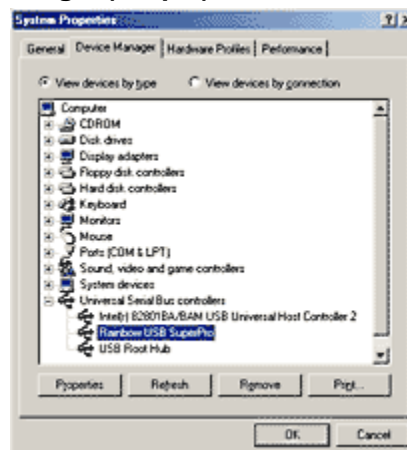 System Properties
General Device Manager Hardware Profiles Performance
View devices by type View devices by connection
Computer
CDROM
Disk drives
Display adapters
Floppy disk controllers
Hard disk controllers
Keyboard
Monitors
Mouse
Ports (COM & LPT)
Sound, video and game controllers
System devices
Universal Serial Bus controllers
Intel(r) 82801BA/BAM USB Universal Host Controller 2
Rainbow USB SuperPro
USB Root Hub
Properties Refresh Remove Print...
OK Cancel